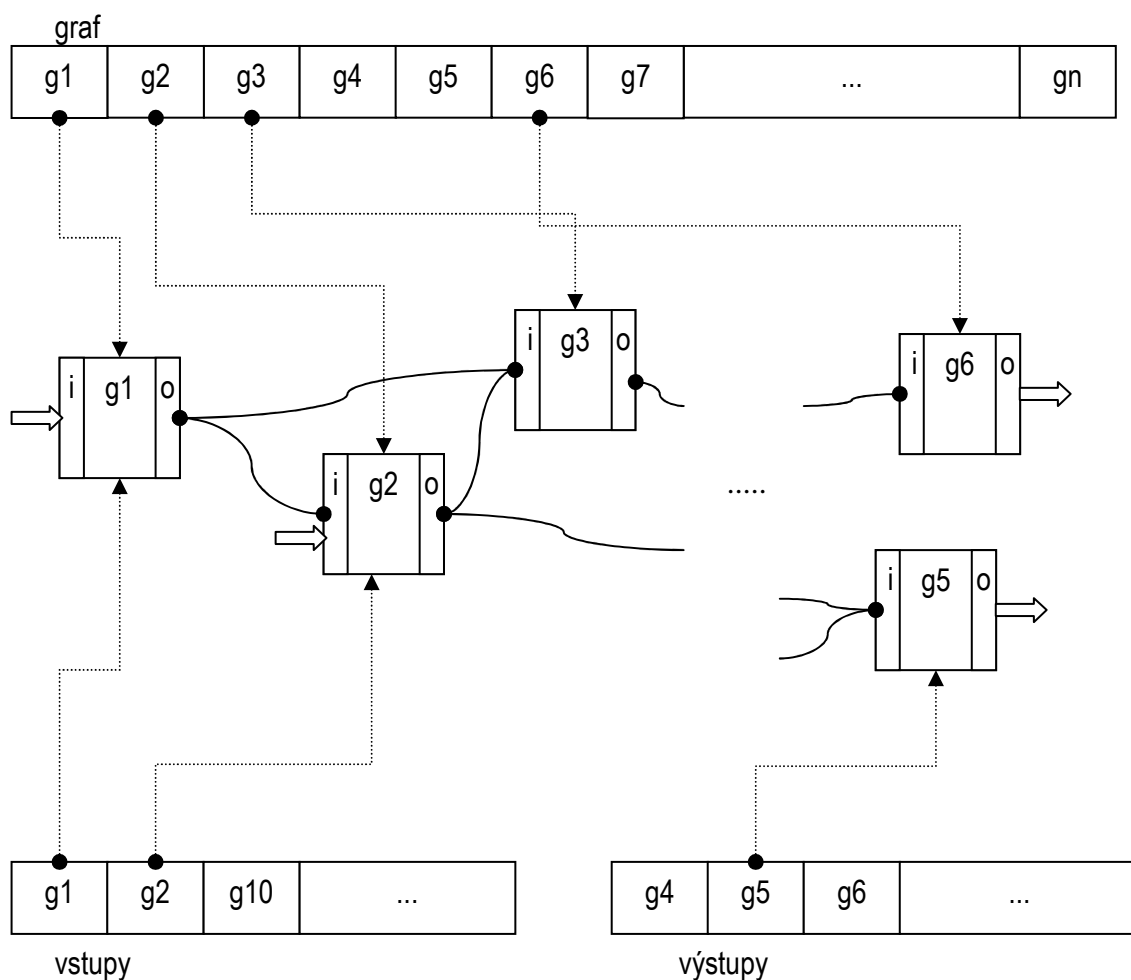 graf
g1 g2 g3 g4 g5 g6 g7 ... gn
i g3 o
i g6 o
i g1 o
i g2 o
.....
i g5 o
g1 g2 g10 ...
g4 g5 g6 ...
vstupy
výstupy